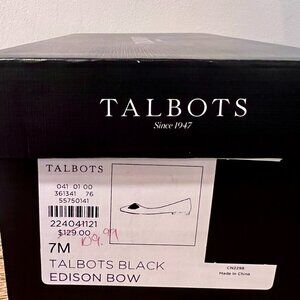 TALBOTS
Since 1947
TALBOTS
041 01 00
361341 76
55750141
224041121
$129.00
109.99
7M
TALBOTS BLACK
EDISON BOW
CN2298
Made in China